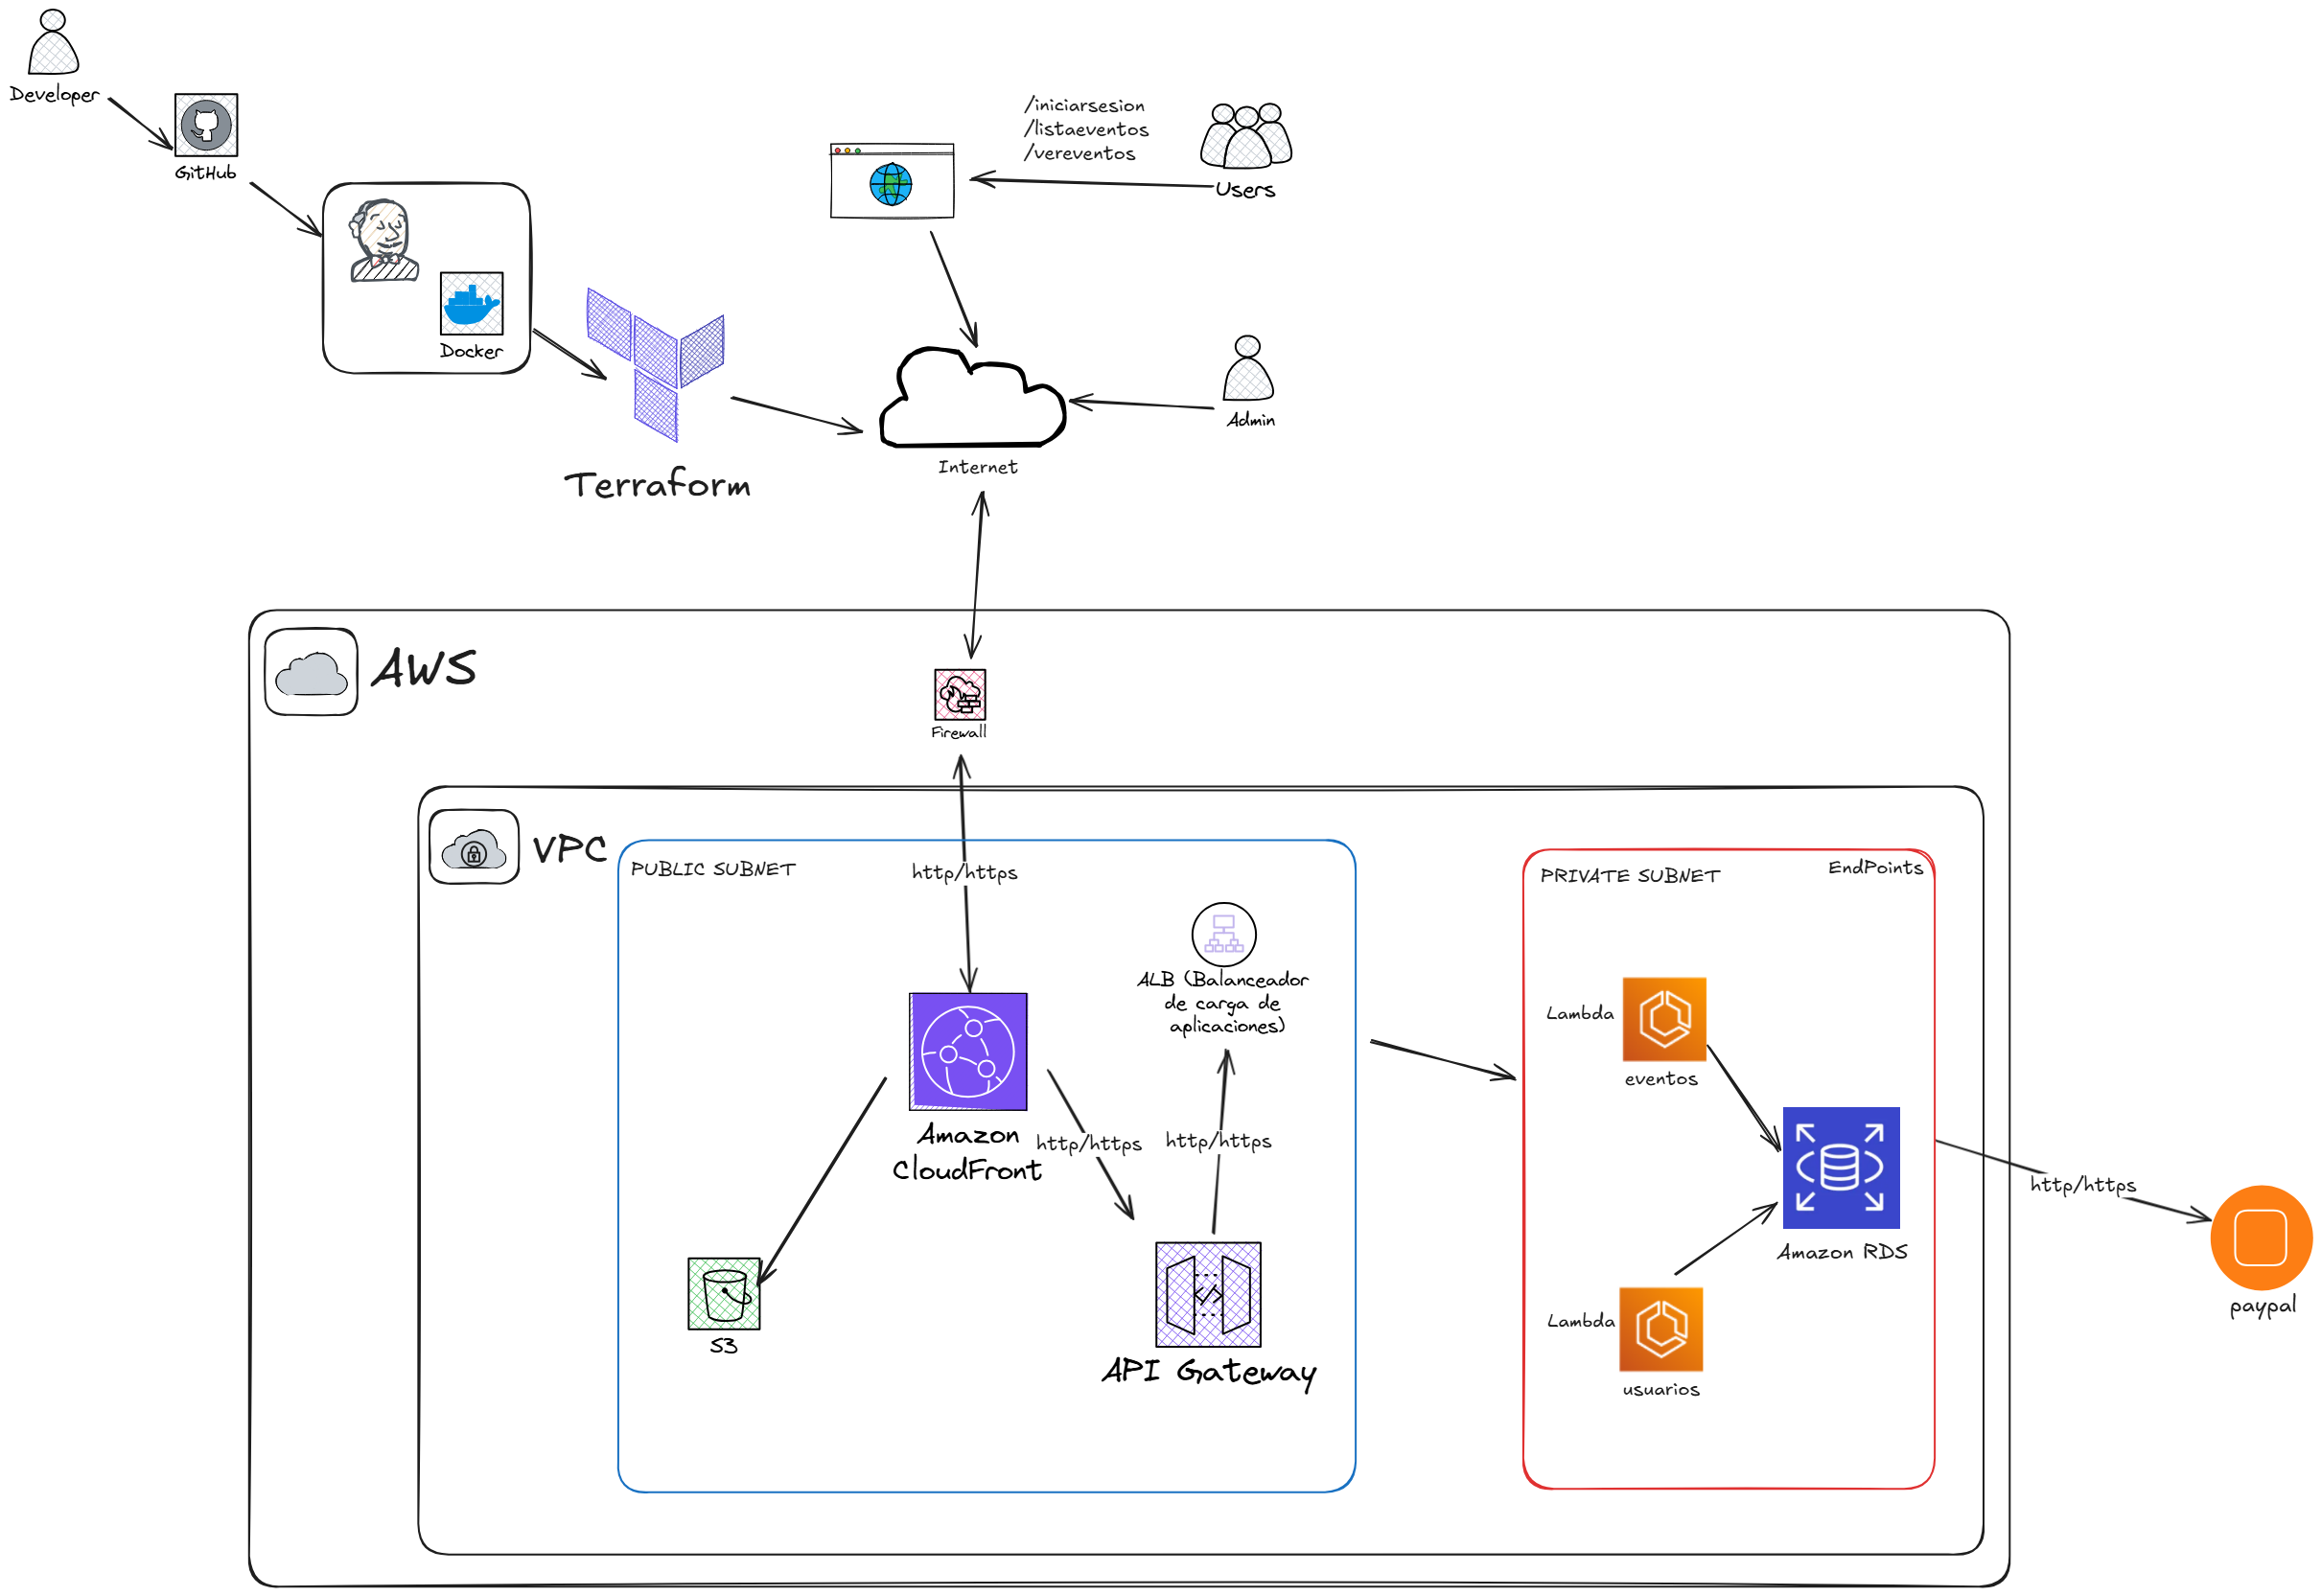 Developer
GitHub
Docker
Terraform
/iniciarsesion
/listaeventos
/vereventos
Users
Admin
Internet
AWS
Firewall
VPC
PUBLIC SUBNET
http/https
ALB (Balanceador
de carga de
aplicaciones)
Amazon
CloudFront
http/https
http/https
S3
API Gateway
PRIVATE SUBNET
EndPoints
Lambda
eventos
Amazon RDS
Lambda
usuarios
http/https
paypal